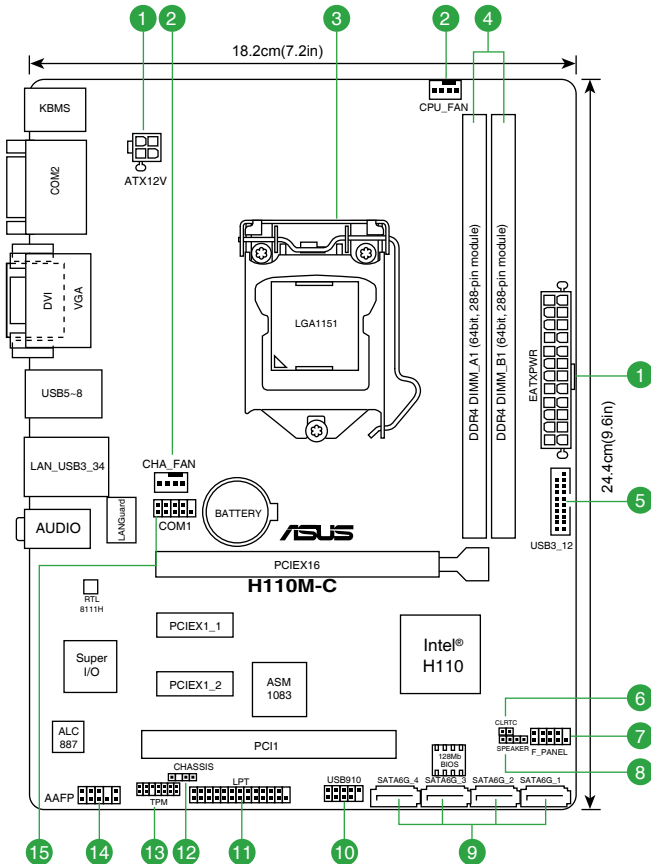 1
2
3
2
4
18.2cm(7.2in)
KBMS
CPU_FAN
COM2
ATX12V
DVI
VGA
LGA1151
DDR4 DIMM_A1 (64bit, 288-pin module)
DDR4 DIMM_B1 (64bit, 288-pin module)
EATXPWR
1
24.4cm(9.6in)
USB5~8
LAN_USB3_34
CHA_FAN
5
AUDIO
LANGuard
COM1
BATTERY
ASUS
USB3_12
PCIEX16
H110M-C
RTL
8111H
PCIEX1_1
Intel®
H110
Super
I/O
PCIEX1_2
ASM
1083
6
CLRTC
ALC
887
PCI1
128Mb
BIOS
SPEAKER
F_PANEL
7
8
CHASSIS
AAFP
TPM
LPT
USB910
SATA6G_4
SATA6G_3
SATA6G_2
SATA6G_1
15
14
13
12
11
10
9